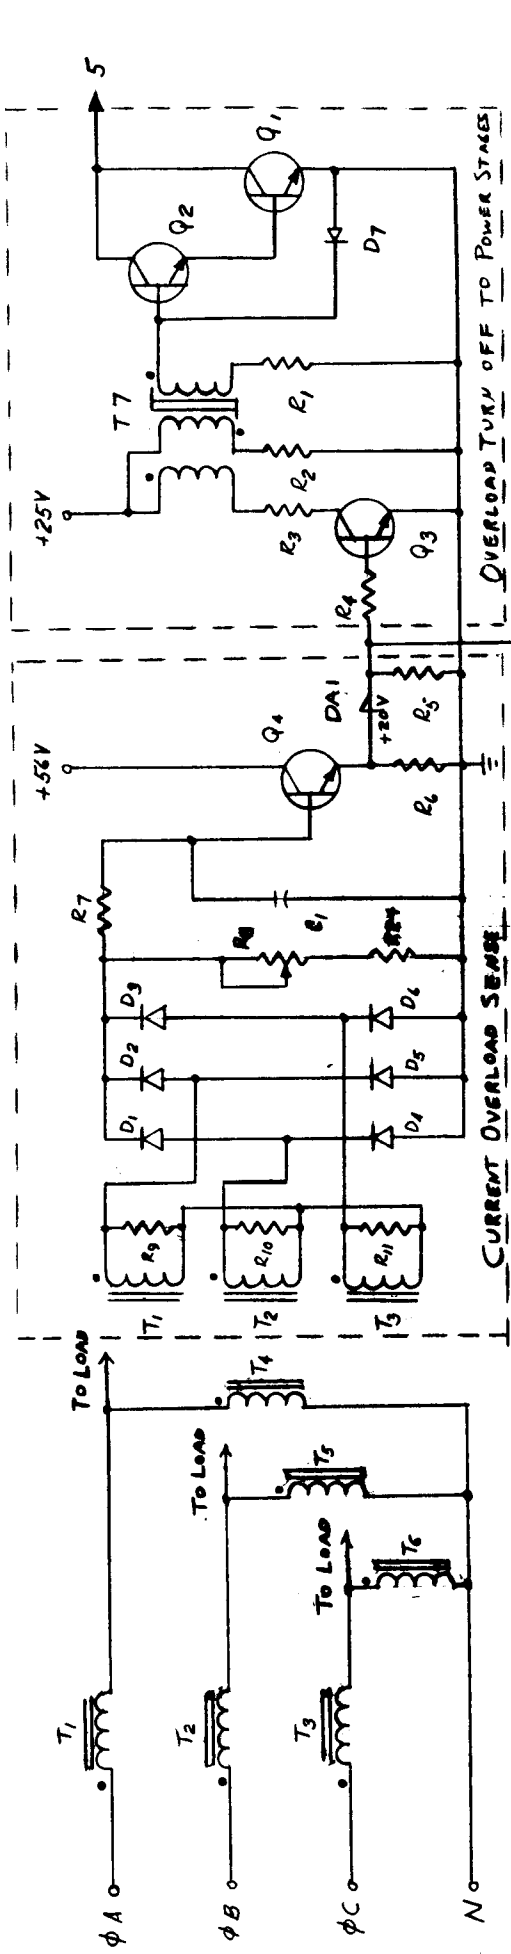 φA
φB
φC
N
T1
T2
T3
TO LOAD
TO LOAD
TO LOAD
T4
T5
T6
T1
T2
T3
R9
R10
R11
D1
D2
D3
D4
D5
D6
R7
R24
C1
+56V
Q4
R6
R5
DA1
+20V
CURRENT OVERLOAD SENSE
R4
Q3
R3
R2
R1
+25V
T7
Q2
Q1
D7
5
OVERLOAD TURN OFF TO POWER STAGES